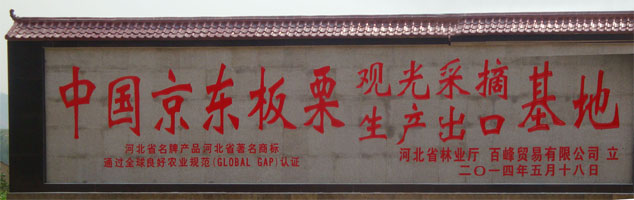 中国京东板栗观光采摘生产出口基地
河北省名牌产品河北省著名商标
通过全球良好农业规范(GLOBAL GAP)认证
河北省林业厅 百峰贸易有限公司 立
二〇一四年五月十八日